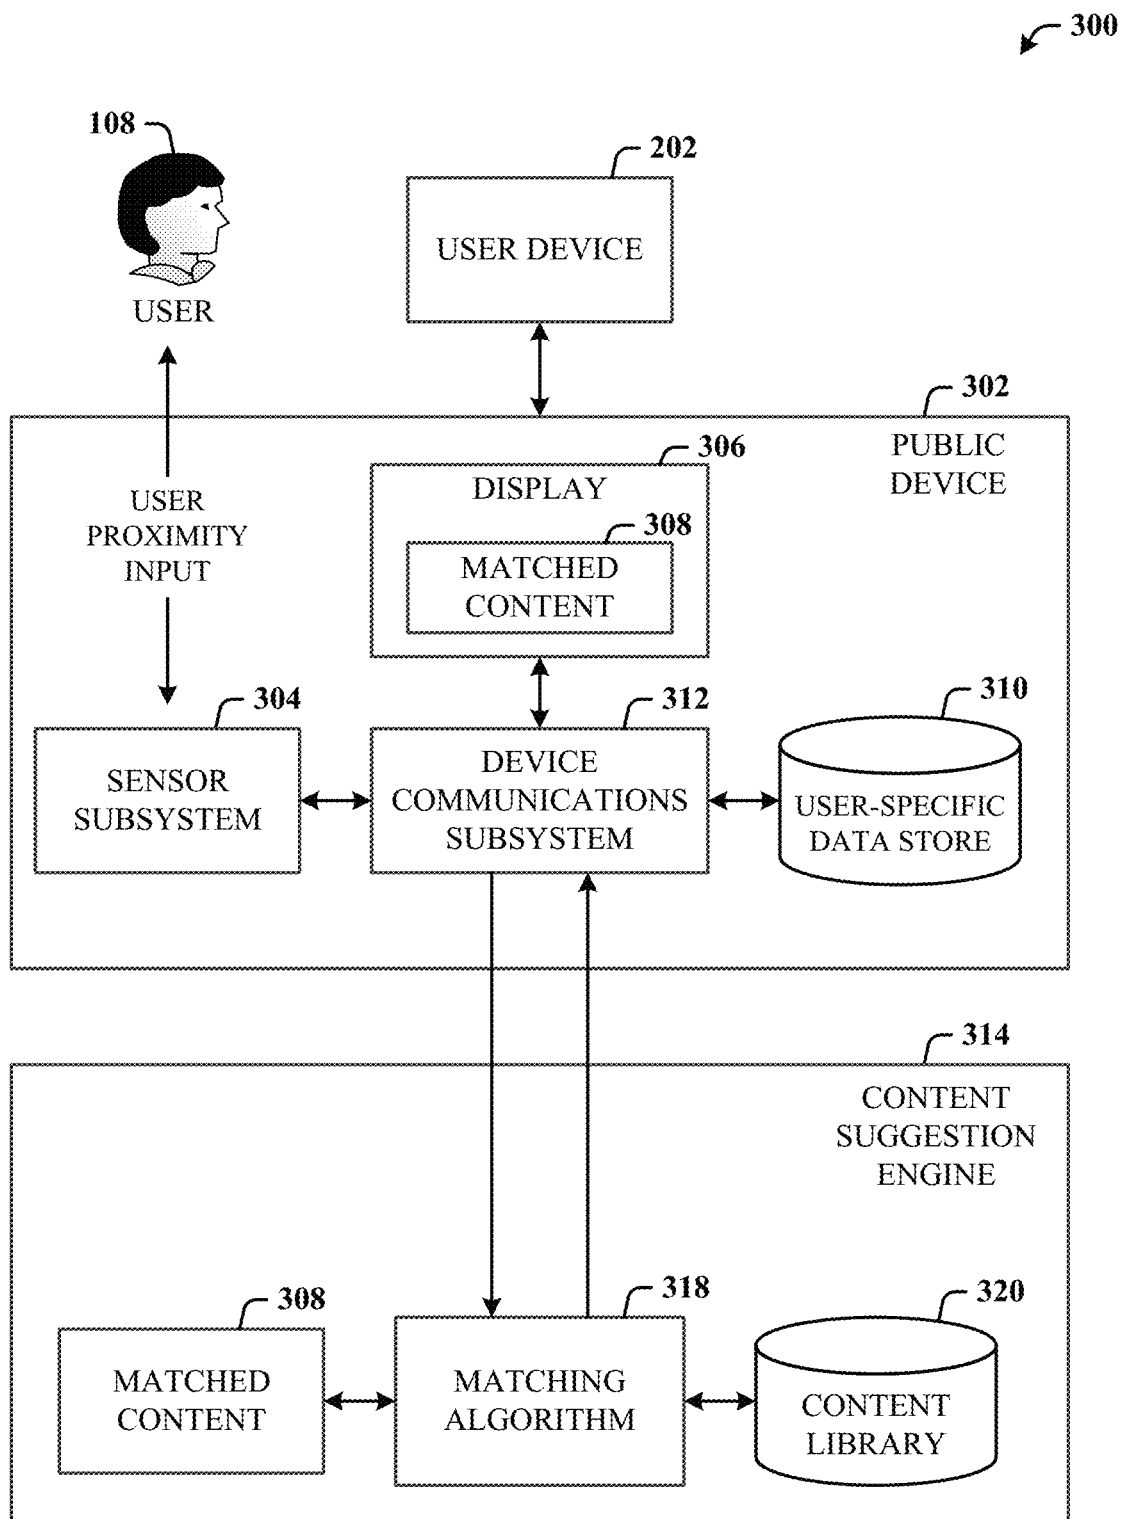 300
108
202
USER DEVICE
USER
302
PUBLIC
DEVICE
306
DISPLAY
308
MATCHED
CONTENT
USER
PROXIMITY
INPUT
304
SENSOR
SUBSYSTEM
312
DEVICE
COMMUNICATIONS
SUBSYSTEM
310
USER-SPECIFIC
DATA STORE
314
CONTENT
SUGGESTION
ENGINE
308
MATCHED
CONTENT
318
MATCHING
ALGORITHM
320
CONTENT
LIBRARY